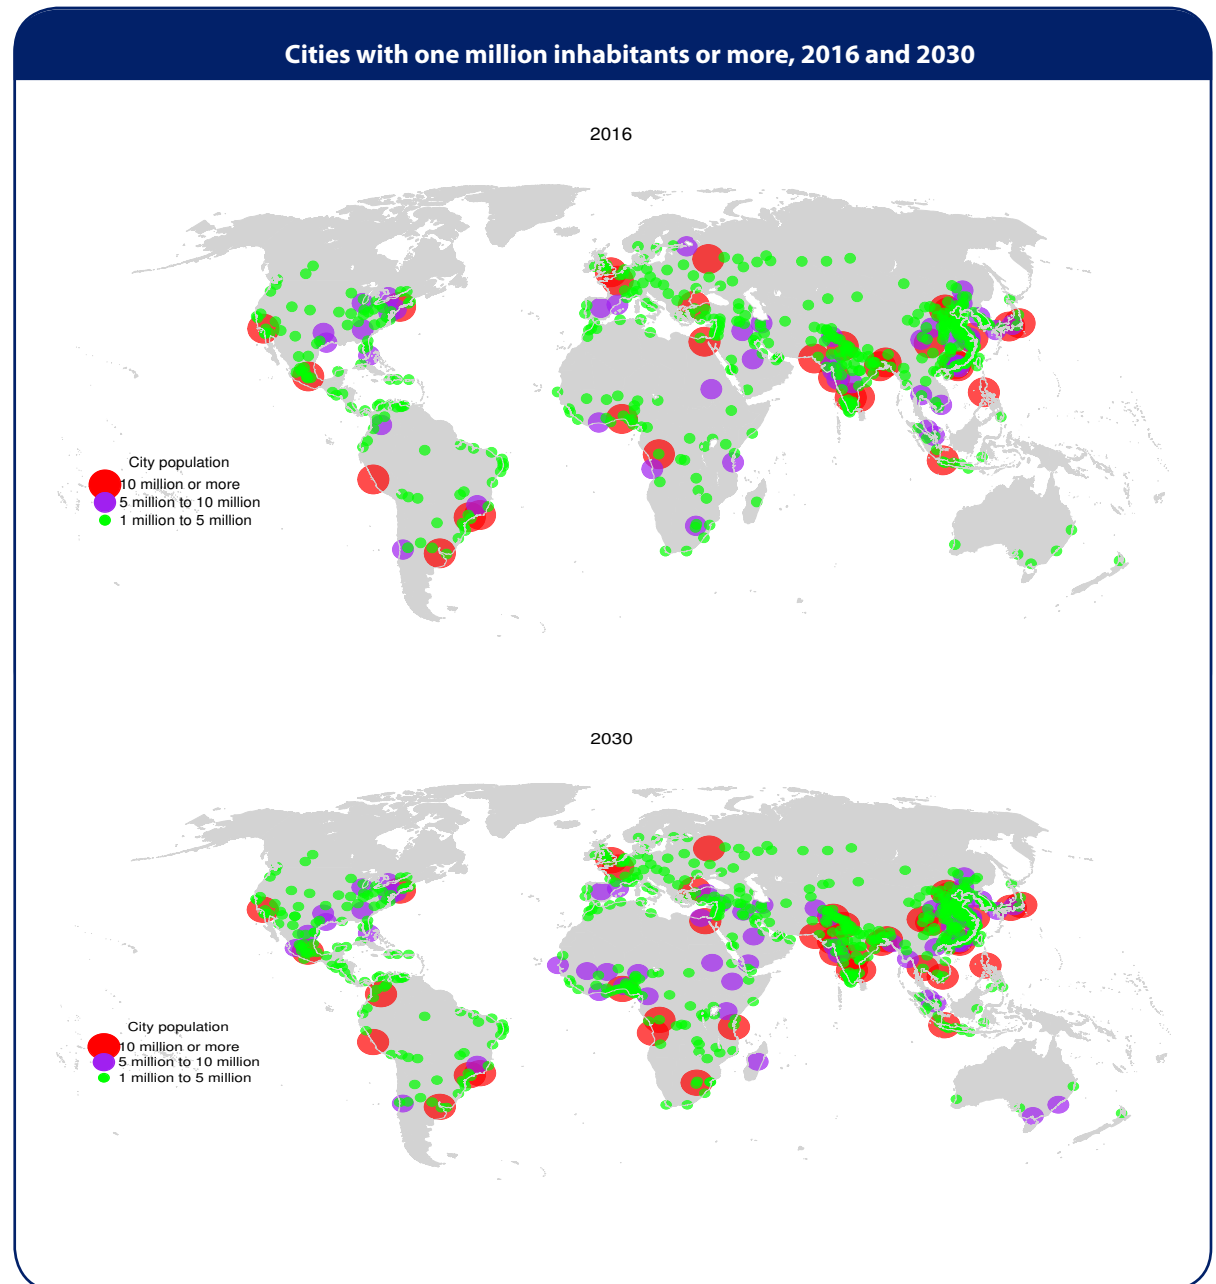 Cities with one million inhabitants or more, 2016 and 2030
2016
City population
10 million or more
5 million to 10 million
1 million to 5 million
2030
City population
10 million or more
5 million to 10 million
1 million to 5 million